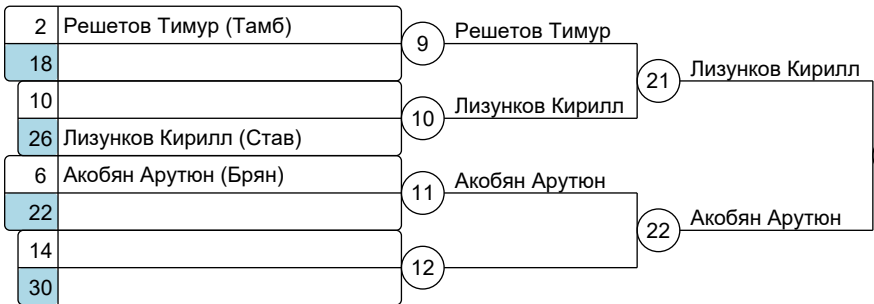 2 Решетов Тимур (Тамб)
18
9 Решетов Тимур
10
26 Лизунков Кирилл (Став)
10 Лизунков Кирилл
21 Лизунков Кирилл
6 Акобян Арутюн (Брян)
22
11 Акобян Арутюн
14
30
12
22 Акобян Арутюн